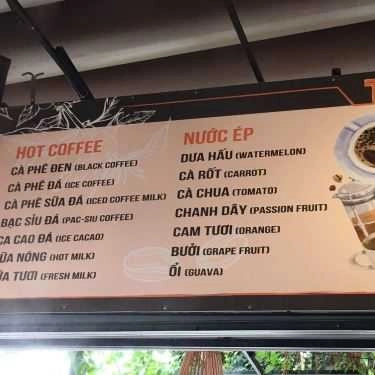 HOT COFFEE
CÀ PHÊ ĐEN (BLACK COFFEE)
CÀ PHÊ ĐÁ (ICE COFFEE)
CÀ PHÊ SỮA ĐÁ (ICED COFFEE MILK)
BẠC SỈU ĐÁ (PAC-SIU COFFEE)
CA CAO ĐÁ (ICE CACAO)
NÓNG (HOT MILK)
TƯƠI (FRESH MILK)
NƯỚC ÉP
DƯA HẤU (WATERMELON)
CÀ RỐT (CARROT)
CÀ CHUA (TOMATO)
CHANH DÂY (PASSION FRUIT)
CAM TƯƠI (ORANGE)
BƯỞI (GRAPE FRUIT)
ỔI (GUAVA)